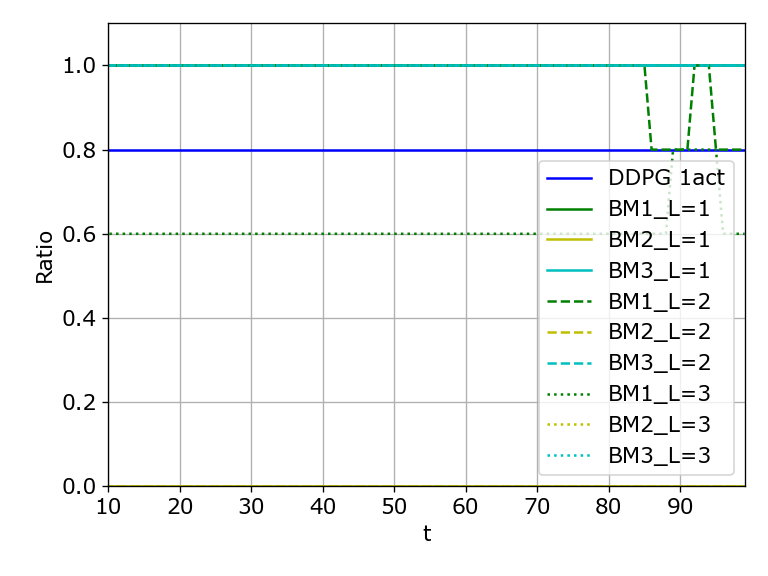 1.0
0.8
0.6
0.4
0.2
0.0
Ratio
10 20 30 40 50 60 70 80 90
t
DDPG 1act
BM1_L=1
BM2_L=1
BM3_L=1
BM1_L=2
BM2_L=2
BM3_L=2
BM1_L=3
BM2_L=3
BM3_L=3